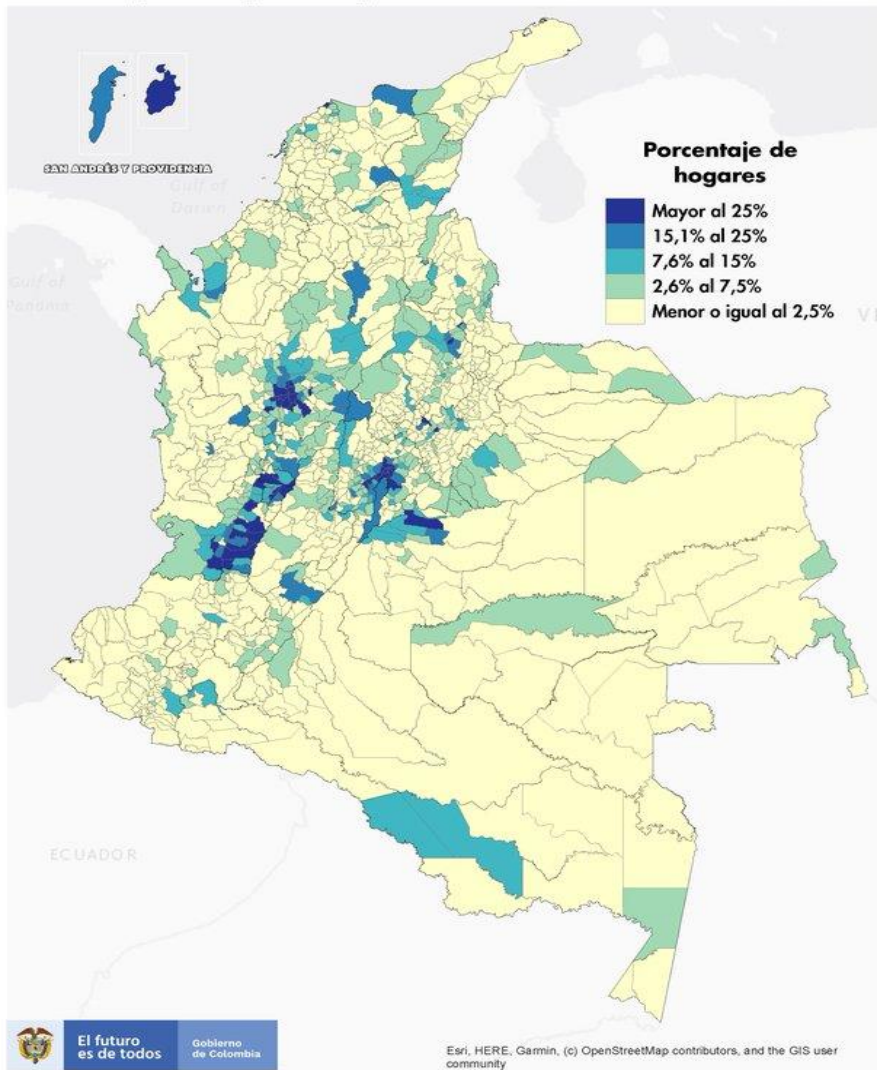 SAN ANDRÉS Y PROVIDENCIA
Gulf of
Darien
Gulf of
Panama
Porcentaje de
hogares
Mayor al 25%
15,1% al 25%
7,6% al 15%
2,6% al 7,5%
Menor o igual al 2,5%
ECUADOR
El futuro
es de todos
Gobierno
de Colombia
Esri, HERE, Garmin, (c) OpenStreetMap contributors, and the GIS user
community